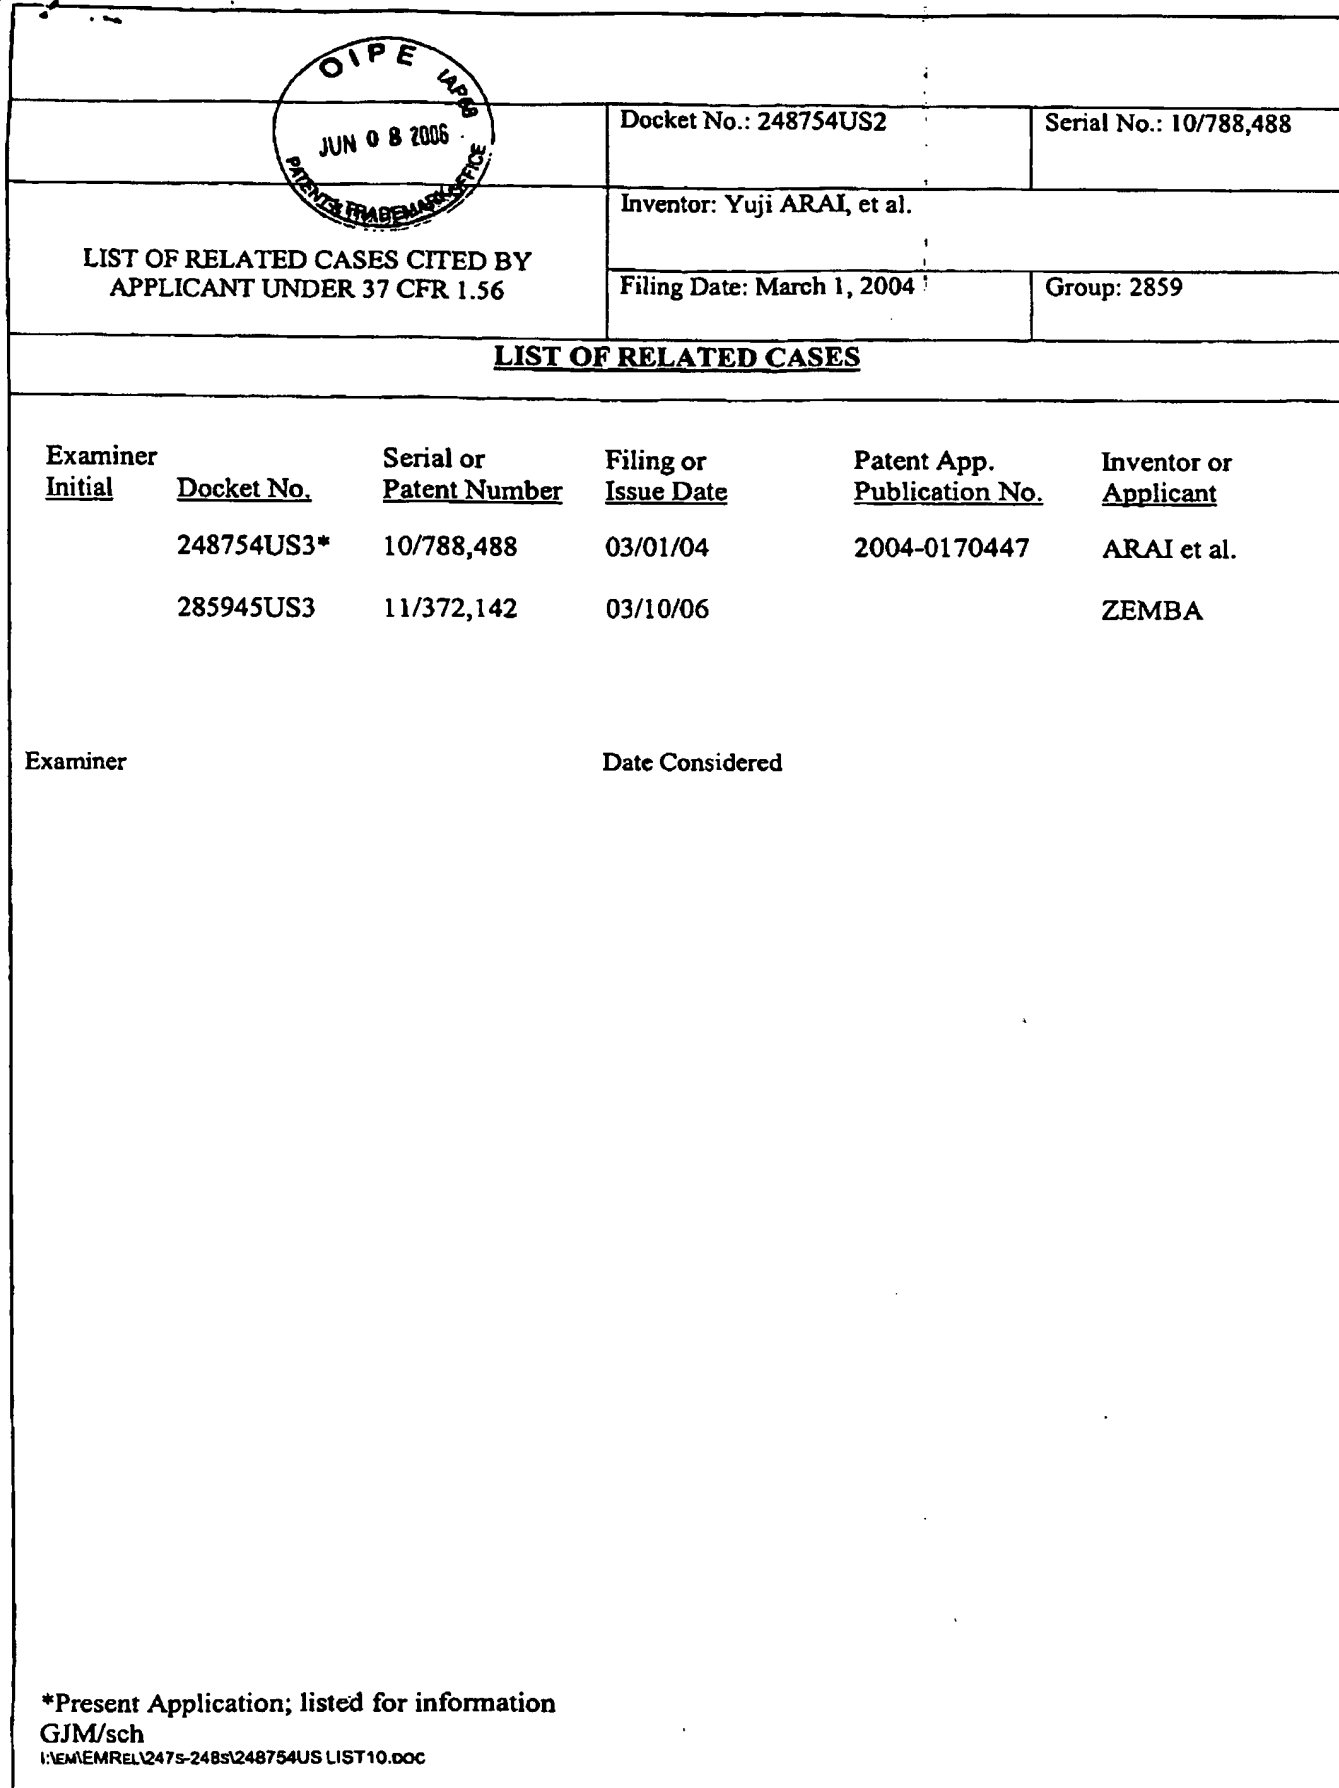 OIPE IAP68
JUN 0 8 2006
PATENT & TRADEMARK OFFICE
Docket No.: 248754US2
Serial No.: 10/788,488
Inventor: Yuji ARAI, et al.
LIST OF RELATED CASES CITED BY
APPLICANT UNDER 37 CFR 1.56
Filing Date: March 1, 2004
Group: 2859
LIST OF RELATED CASES
Examiner Serial or Filing or Patent App. Inventor or
Initial Docket No. Patent Number Issue Date Publication No. Applicant
248754US3* 10/788,488 03/01/04 2004-0170447 ARAI et al.
285945US3 11/372,142 03/10/06 ZEMBA
Examiner Date Considered
*Present Application; listed for information
GJM/sch
I:\EM\EMREL\247s-248s\248754US LIST10.DOC